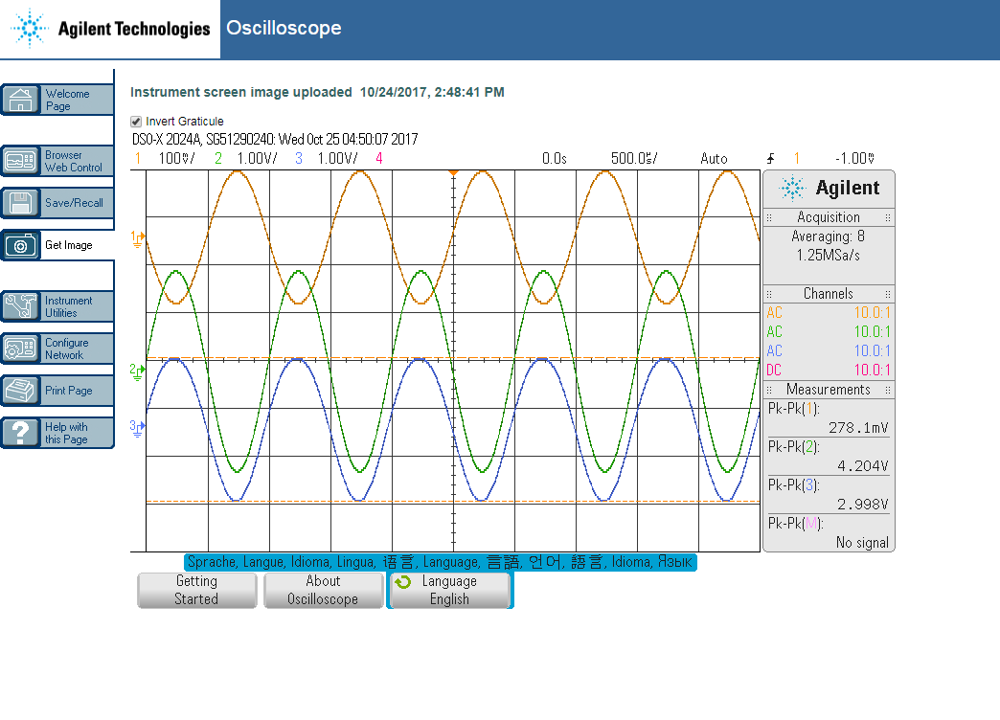 Agilent Technologies
Oscilloscope
Welcome
Page
Browser
Web Control
Save/Recall
Get Image
Instrument
Utilities
Configure
Network
Print Page
Help with
this Page
Instrument screen image uploaded 10/24/2017, 2:48:41 PM
Invert Graticule
DSO-X 2024A, SG51290240: Wed Oct 25 04:50:07 2017
1 100mV/ 2 1.00V/ 3 1.00V/ 4 0.0s 500.0us/ Auto 1 -1.00mV
1
2
3
Agilent
Acquisition
Averaging: 8
1.25MSa/s
Channels
AC 10.0:1
AC 10.0:1
AC 10.0:1
DC 10.0:1
Measurements
Pk-Pk(1):
278.1mV
Pk-Pk(2):
4.204V
Pk-Pk(3):
2.998V
Pk-Pk(M):
No signal
Sprache, Langue, Idioma, Lingua, 语言, Language, 言語, 언어, 語言, Idioma, Язык
Getting
Started
About
Oscilloscope
Language
English